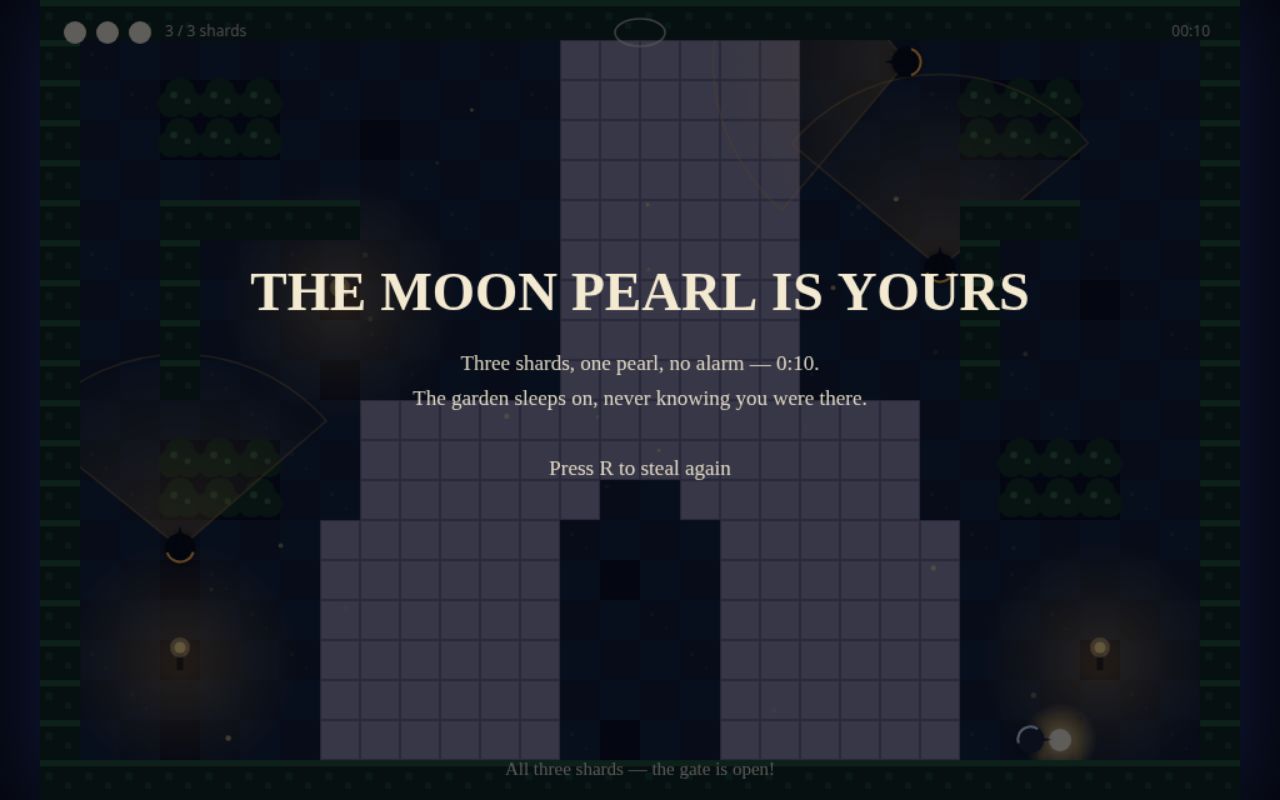 3 / 3 shards
00:10
THE MOON PEARL IS YOURS
Three shards, one pearl, no alarm — 0:10.
The garden sleeps on, never knowing you were there.
Press R to steal again
All three shards — the gate is open!